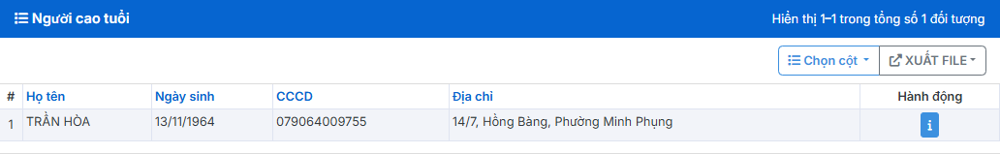 Người cao tuổi
Hiển thị 1–1 trong tổng số 1 đối tượng
Chọn cột
XUẤT FILE
# Họ tên Ngày sinh CCCD Địa chỉ Hành động
1 TRẦN HÒA 13/11/1964 079064009755 14/7, Hồng Bàng, Phường Minh Phụng